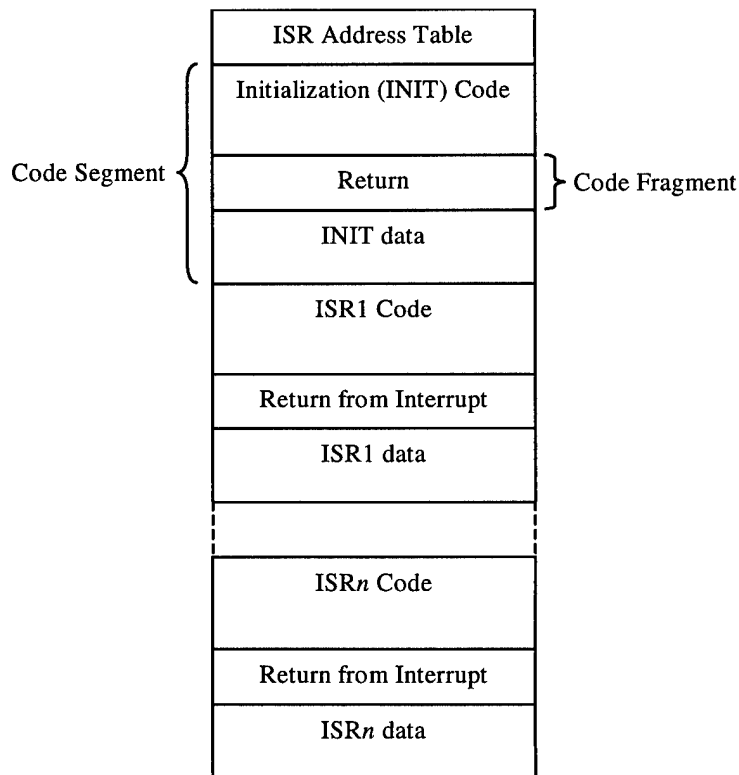 ISR Address Table
Initialization (INIT) Code
Code Segment
Return
Code Fragment
INIT data
ISR1 Code
Return from Interrupt
ISR1 data
ISRn Code
Return from Interrupt
ISRn data